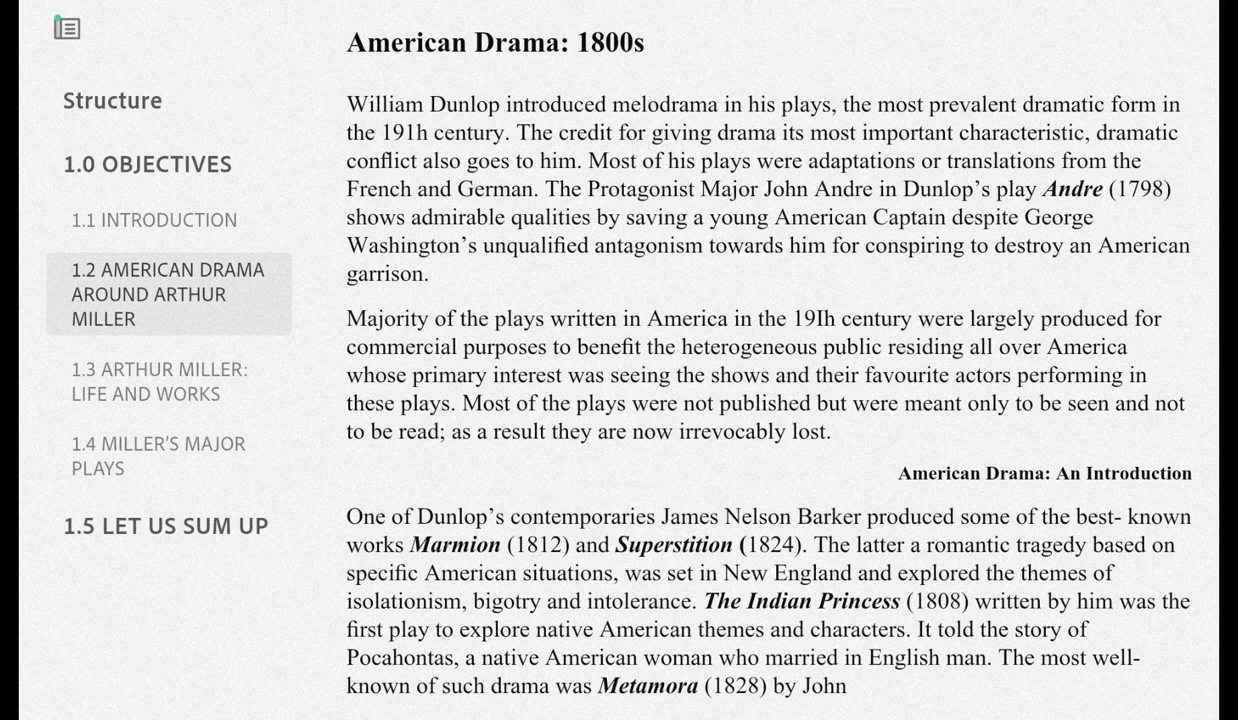 Structure
1.0 OBJECTIVES
1.1 INTRODUCTION
1.2 AMERICAN DRAMA
AROUND ARTHUR
MILLER
1.3 ARTHUR MILLER:
LIFE AND WORKS
1.4 MILLER'S MAJOR
PLAYS
1.5 LET US SUM UP
American Drama: 1800s
William Dunlop introduced melodrama in his plays, the most prevalent dramatic form in
the 191h century. The credit for giving drama its most important characteristic, dramatic
conflict also goes to him. Most of his plays were adaptations or translations from the
French and German. The Protagonist Major John Andre in Dunlop's play Andre (1798)
shows admirable qualities by saving a young American Captain despite George
Washington's unqualified antagonism towards him for conspiring to destroy an American
garrison.
Majority of the plays written in America in the 19Ih century were largely produced for
commercial purposes to benefit the heterogeneous public residing all over America
whose primary interest was seeing the shows and their favourite actors performing in
these plays. Most of the plays were not published but were meant only to be seen and not
to be read; as a result they are now irrevocably lost.
American Drama: An Introduction
One of Dunlop's contemporaries James Nelson Barker produced some of the best- known
works Marmion (1812) and Superstition (1824). The latter a romantic tragedy based on
specific American situations, was set in New England and explored the themes of
isolationism, bigotry and intolerance. The Indian Princess (1808) written by him was the
first play to explore native American themes and characters. It told the story of
Pocahontas, a native American woman who married in English man. The most well-
known of such drama was Metamora (1828) by John